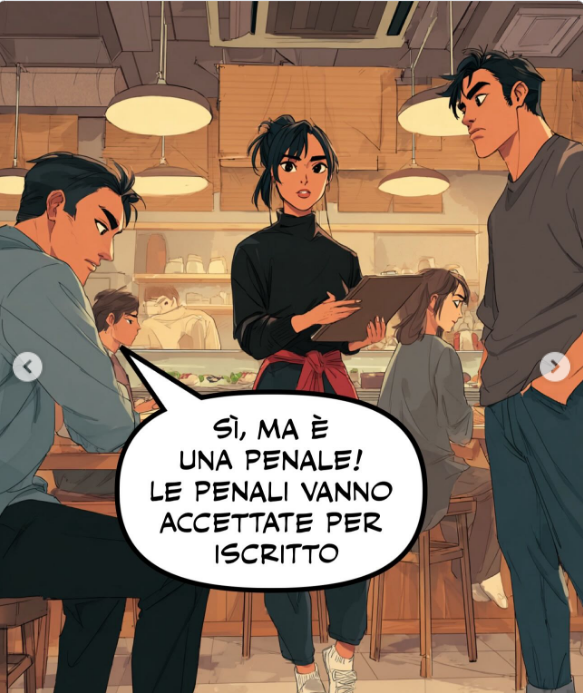 SÌ, MA È
UNA PENALE!
LE PENALI VANNO
ACCETTATE PER
ISCRITTO